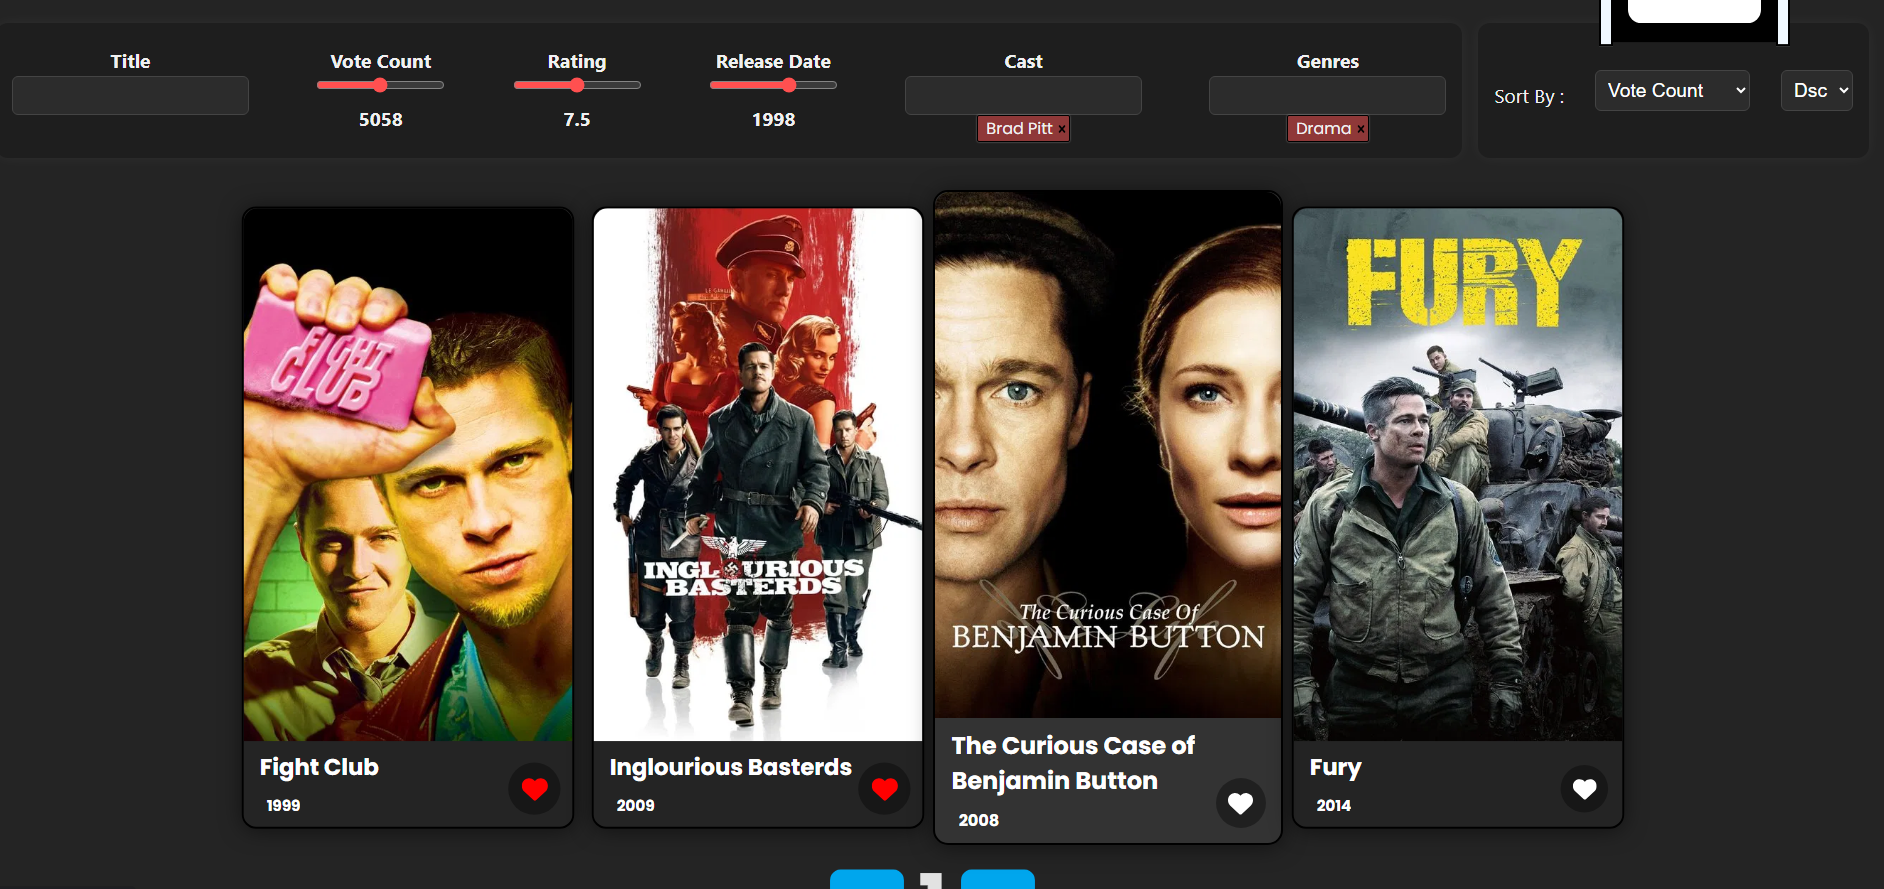 Title
Vote Count
5058
Rating
7.5
Release Date
1998
Cast
Brad Pitt ×
Genres
Drama ×
Sort By :
Vote Count
Dsc
FIGHT
CLUB
INGLOURIOUS
BASTERDS
The Curious Case Of
BENJAMIN BUTTON
FURY
FURY
Fight Club
1999
Inglourious Basterds
2009
The Curious Case of
Benjamin Button
2008
Fury
2014